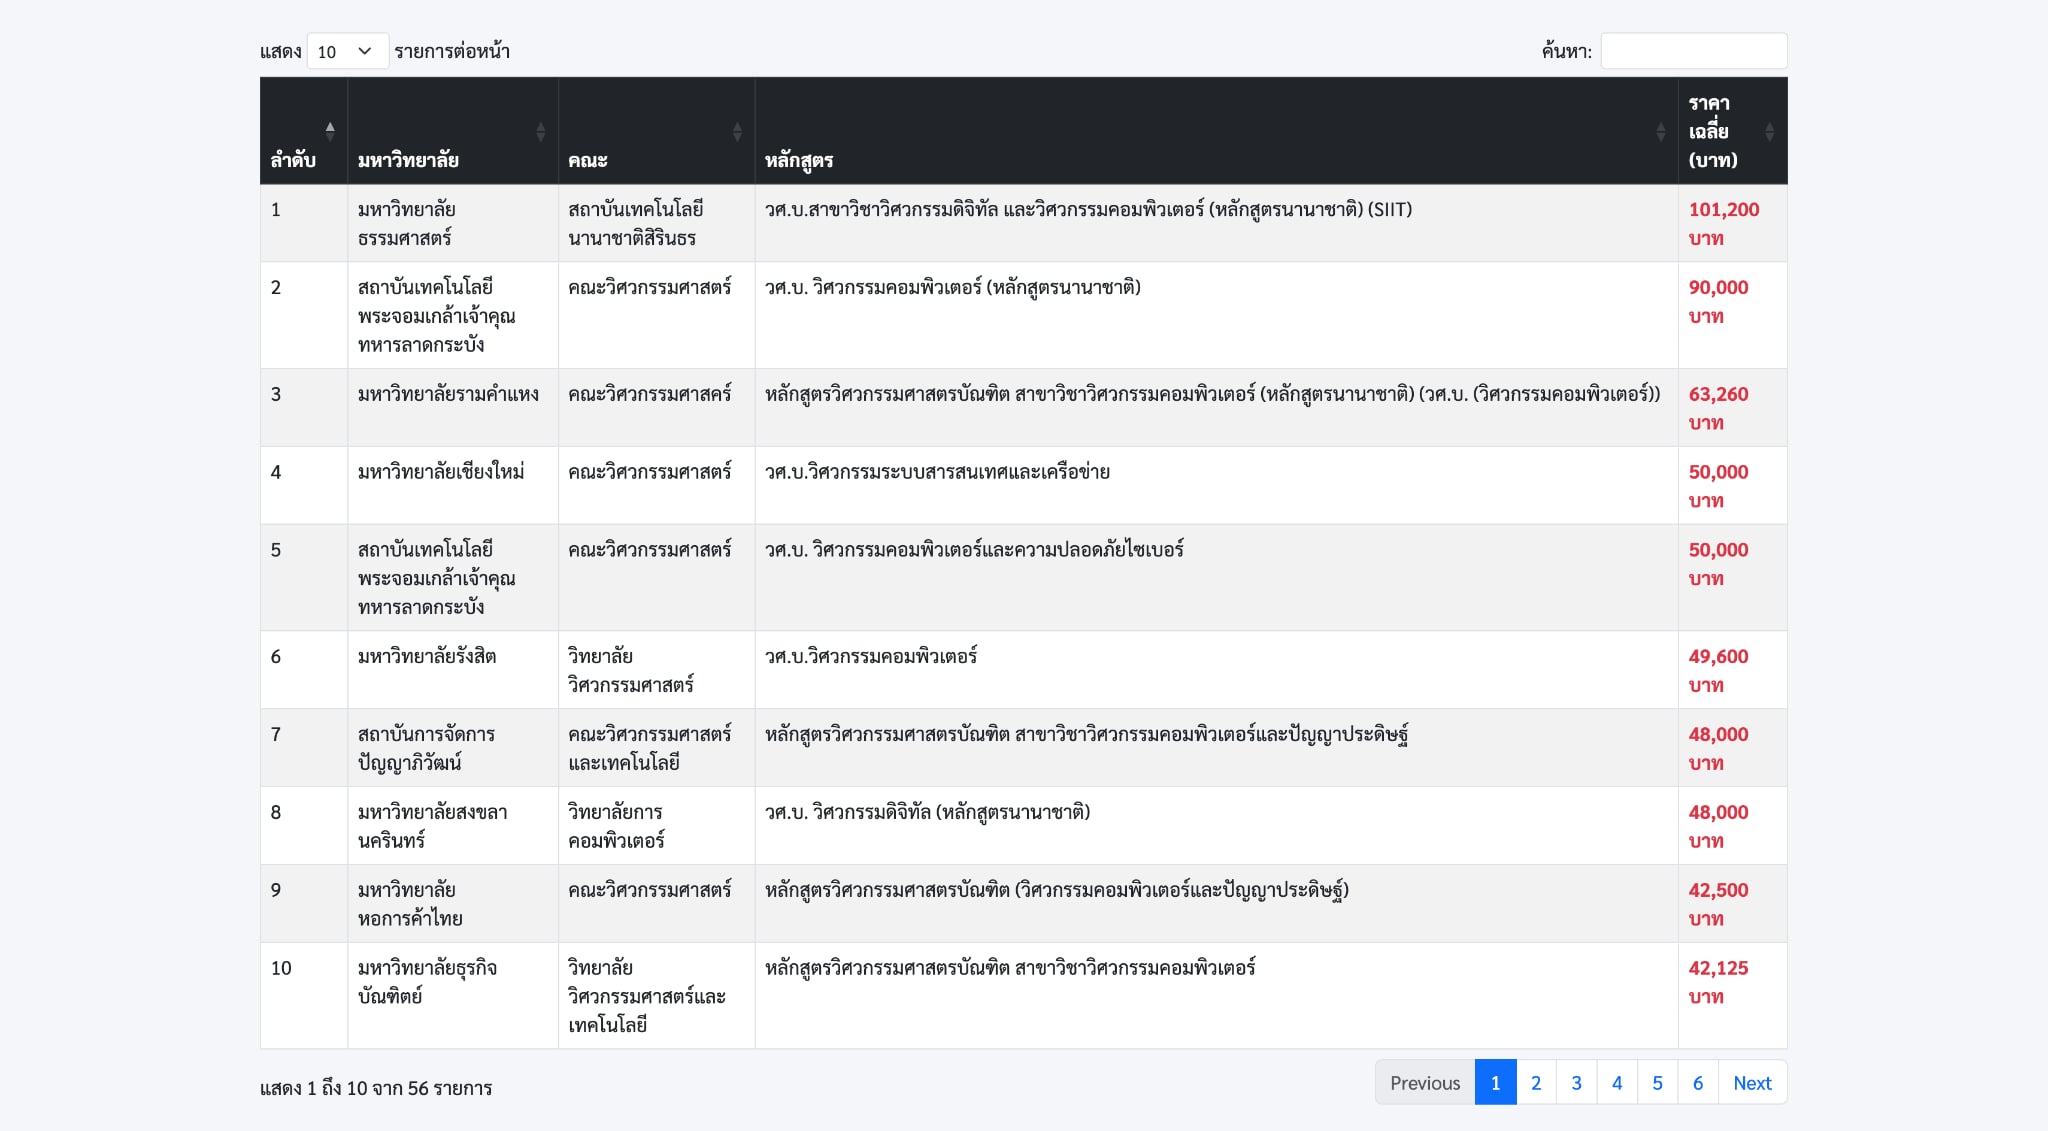 แสดง 10 รายการต่อหน้า
ค้นหา:
ลำดับ
มหาวิทยาลัย
คณะ
หลักสูตร
ราคา
เฉลี่ย
(บาท)
1
มหาวิทยาลัย
ธรรมศาสตร์
สถาบันเทคโนโลยี
นานาชาติสิรินธร
วศ.บ.สาขาวิชาวิศวกรรมดิจิทัล และวิศวกรรมคอมพิวเตอร์ (หลักสูตรนานาชาติ) (SIIT)
101,200
บาท
2
สถาบันเทคโนโลยี
พระจอมเกล้าเจ้าคุณ
ทหารลาดกระบัง
คณะวิศวกรรมศาสตร์
วศ.บ. วิศวกรรมคอมพิวเตอร์ (หลักสูตรนานาชาติ)
90,000
บาท
3
มหาวิทยาลัยรามคำแหง
คณะวิศวกรรมศาสคร์
หลักสูตรวิศวกรรมศาสตรบัณฑิต สาขาวิชาวิศวกรรมคอมพิวเตอร์ (หลักสูตรนานาชาติ) (วศ.บ. (วิศวกรรมคอมพิวเตอร์))
63,260
บาท
4
มหาวิทยาลัยเชียงใหม่
คณะวิศวกรรมศาสตร์
วศ.บ.วิศวกรรมระบบสารสนเทศและเครือข่าย
50,000
บาท
5
สถาบันเทคโนโลยี
พระจอมเกล้าเจ้าคุณ
ทหารลาดกระบัง
คณะวิศวกรรมศาสตร์
วศ.บ. วิศวกรรมคอมพิวเตอร์และความปลอดภัยไซเบอร์
50,000
บาท
6
มหาวิทยาลัยรังสิต
วิทยาลัย
วิศวกรรมศาสตร์
วศ.บ.วิศวกรรมคอมพิวเตอร์
49,600
บาท
7
สถาบันการจัดการ
ปัญญาภิวัฒน์
คณะวิศวกรรมศาสตร์
และเทคโนโลยี
หลักสูตรวิศวกรรมศาสตรบัณฑิต สาขาวิชาวิศวกรรมคอมพิวเตอร์และปัญญาประดิษฐ์
48,000
บาท
8
มหาวิทยาลัยสงขลา
นครินทร์
วิทยาลัยการ
คอมพิวเตอร์
วศ.บ. วิศวกรรมดิจิทัล (หลักสูตรนานาชาติ)
48,000
บาท
9
มหาวิทยาลัย
หอการค้าไทย
คณะวิศวกรรมศาสตร์
หลักสูตรวิศวกรรมศาสตรบัณฑิต (วิศวกรรมคอมพิวเตอร์และปัญญาประดิษฐ์)
42,500
บาท
10
มหาวิทยาลัยธุรกิจ
บัณฑิตย์
วิทยาลัย
วิศวกรรมศาสตร์และ
เทคโนโลยี
หลักสูตรวิศวกรรมศาสตรบัณฑิต สาขาวิชาวิศวกรรมคอมพิวเตอร์
42,125
บาท
แสดง 1 ถึง 10 จาก 56 รายการ
Previous 1 2 3 4 5 6 Next